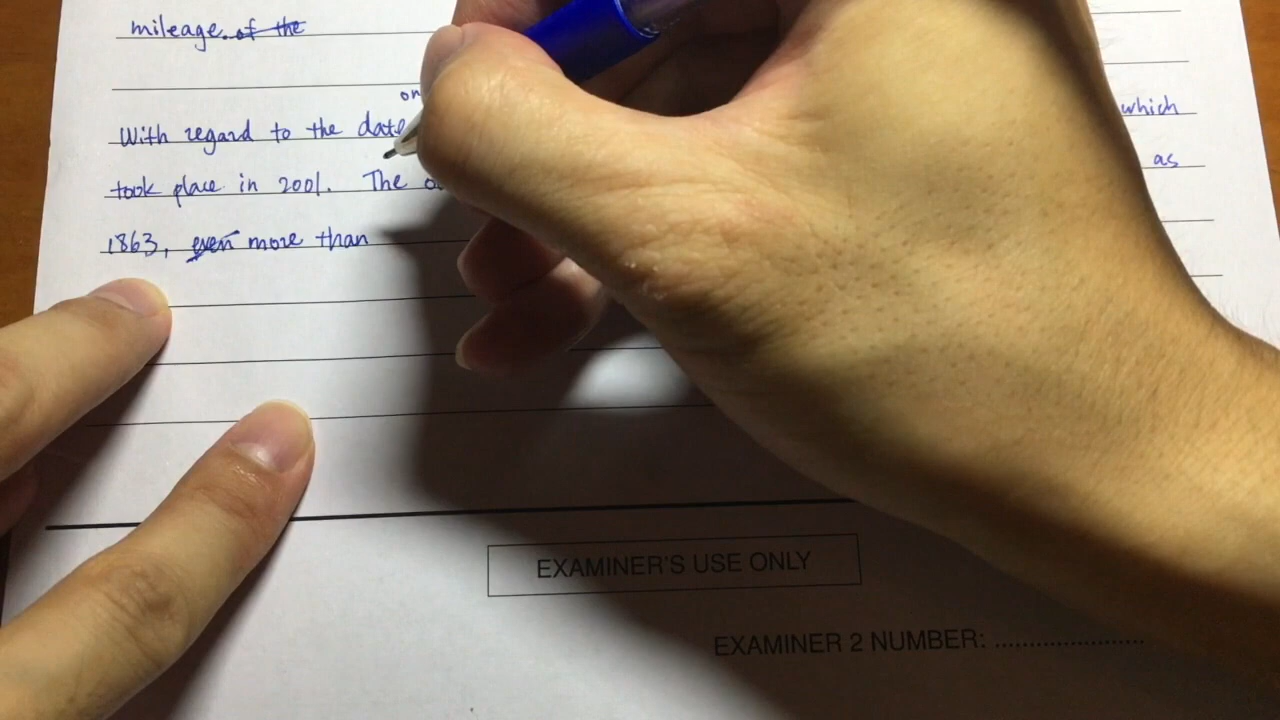 mileage. of the
on
With regard to the date which
took place in 2001. The as
1863, even more than
EXAMINER'S USE ONLY
EXAMINER 2 NUMBER: ......................